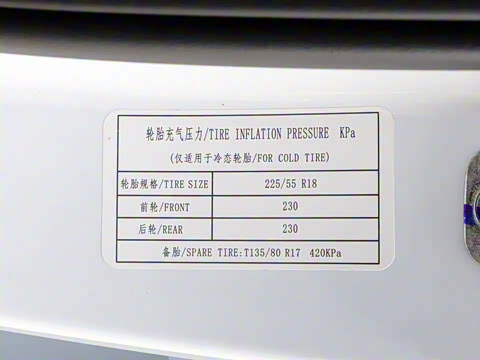 轮胎充气压力/TIRE INFLATION PRESSURE KPa
(仅适用于冷态轮胎/FOR COLD TIRE)
轮胎规格/TIRE SIZE 225/55 R18
前轮/FRONT 230
后轮/REAR 230
备胎/SPARE TIRE:T135/80 R17 420KPa